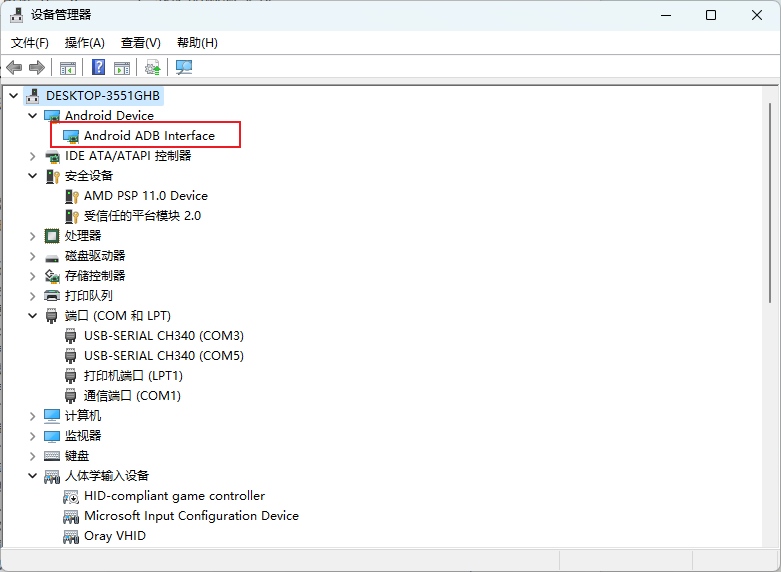 设备管理器
文件(F) 操作(A) 查看(V) 帮助(H)
DESKTOP-3551GHB
Android Device
Android ADB Interface
IDE ATA/ATAPI 控制器
安全设备
AMD PSP 11.0 Device
受信任的平台模块 2.0
处理器
磁盘驱动器
存储控制器
打印队列
端口 (COM 和 LPT)
USB-SERIAL CH340 (COM3)
USB-SERIAL CH340 (COM5)
打印机端口 (LPT1)
通信端口 (COM1)
计算机
监视器
键盘
人体学输入设备
HID-compliant game controller
Microsoft Input Configuration Device
Oray VHID